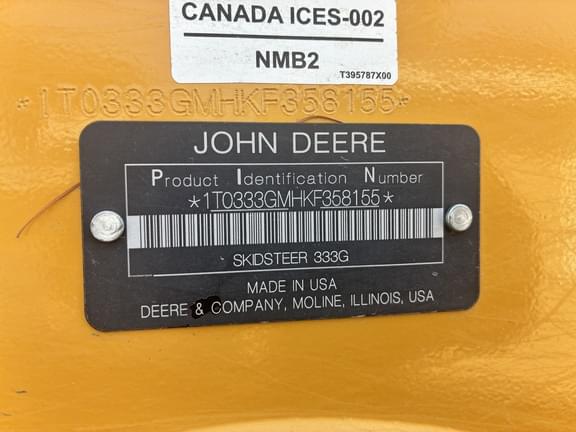 CANADA ICES-002
NMB2
T395787X00
*1T0333GMHKF358155*
JOHN DEERE
Product Identification Number
*1T0333GMHKF358155*
SKIDSTEER 333G
MADE IN USA
DEERE & COMPANY, MOLINE, ILLINOIS, USA